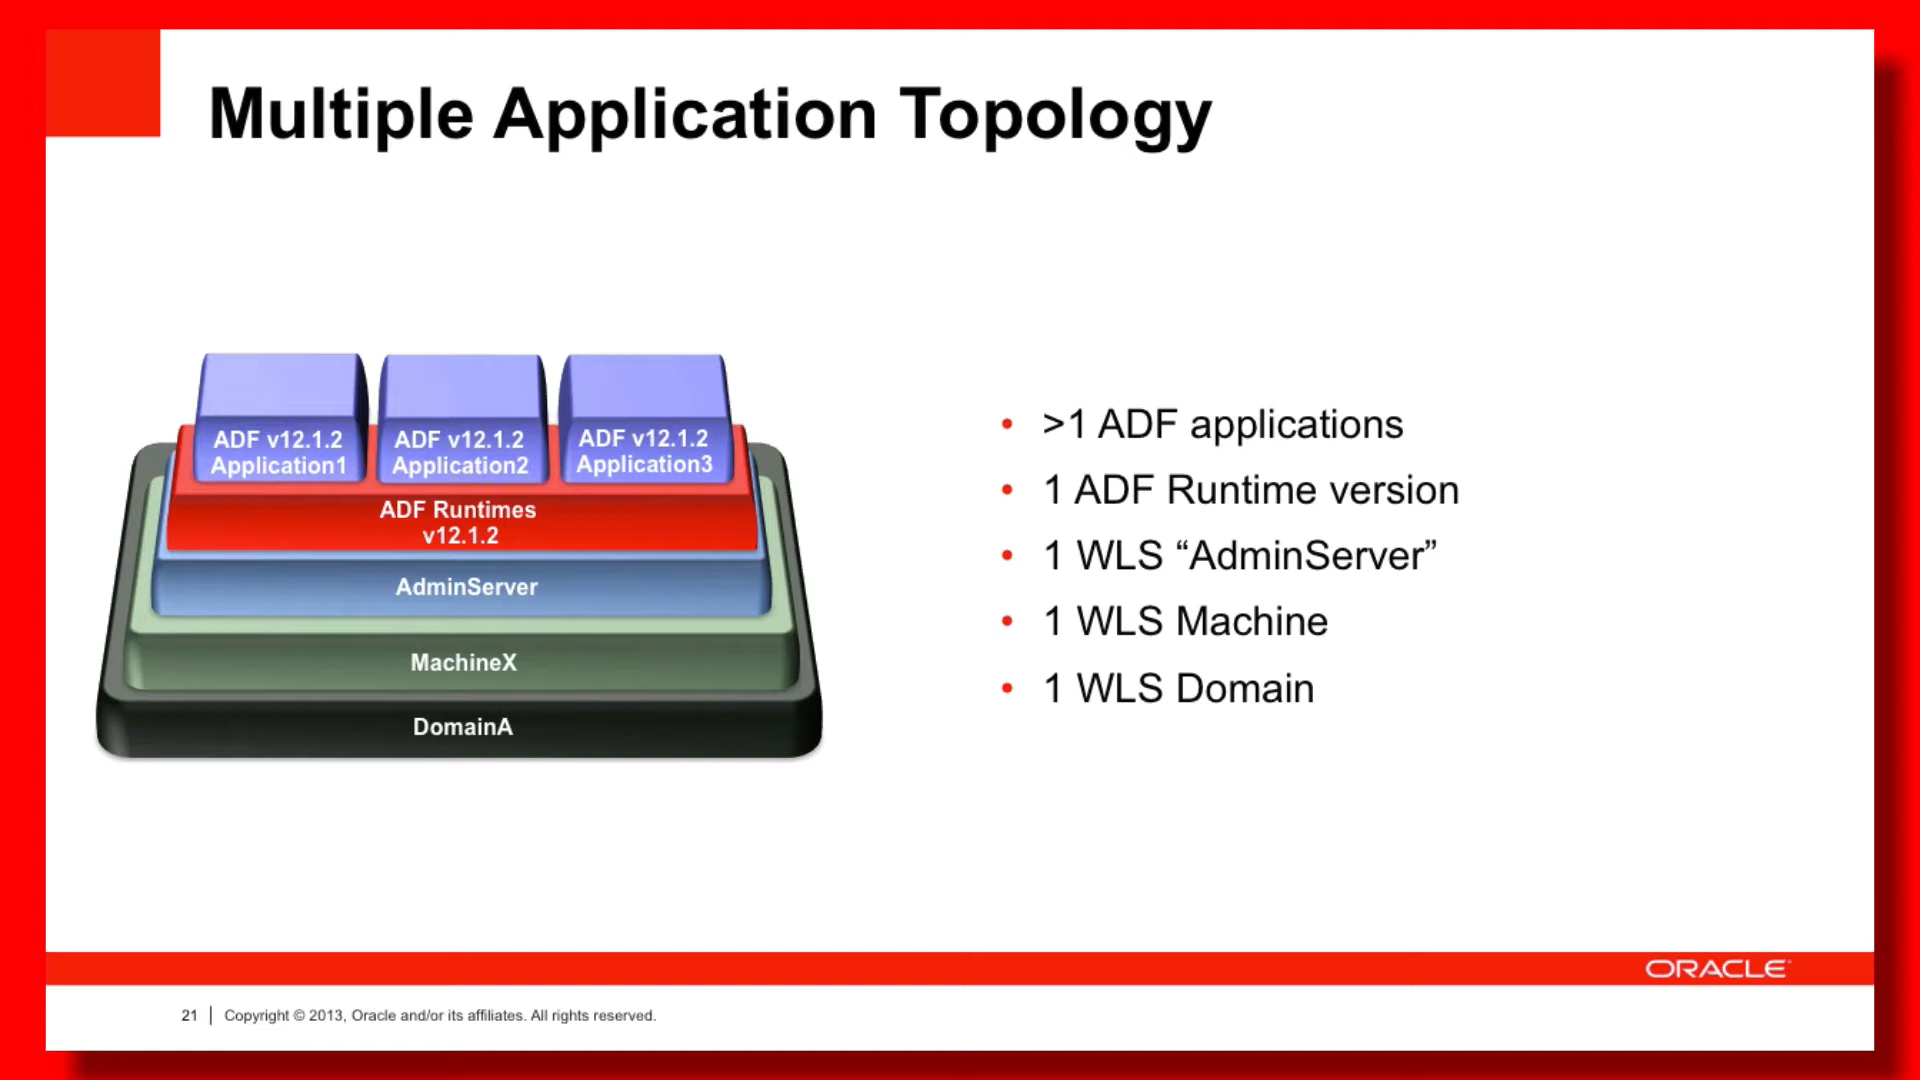 Multiple Application Topology
ADF v12.1.2
Application1
ADF v12.1.2
Application2
ADF v12.1.2
Application3
ADF Runtimes
v12.1.2
AdminServer
MachineX
DomainA
• >1 ADF applications
• 1 ADF Runtime version
• 1 WLS “AdminServer”
• 1 WLS Machine
• 1 WLS Domain
ORACLE
21 | Copyright © 2013, Oracle and/or its affiliates. All rights reserved.